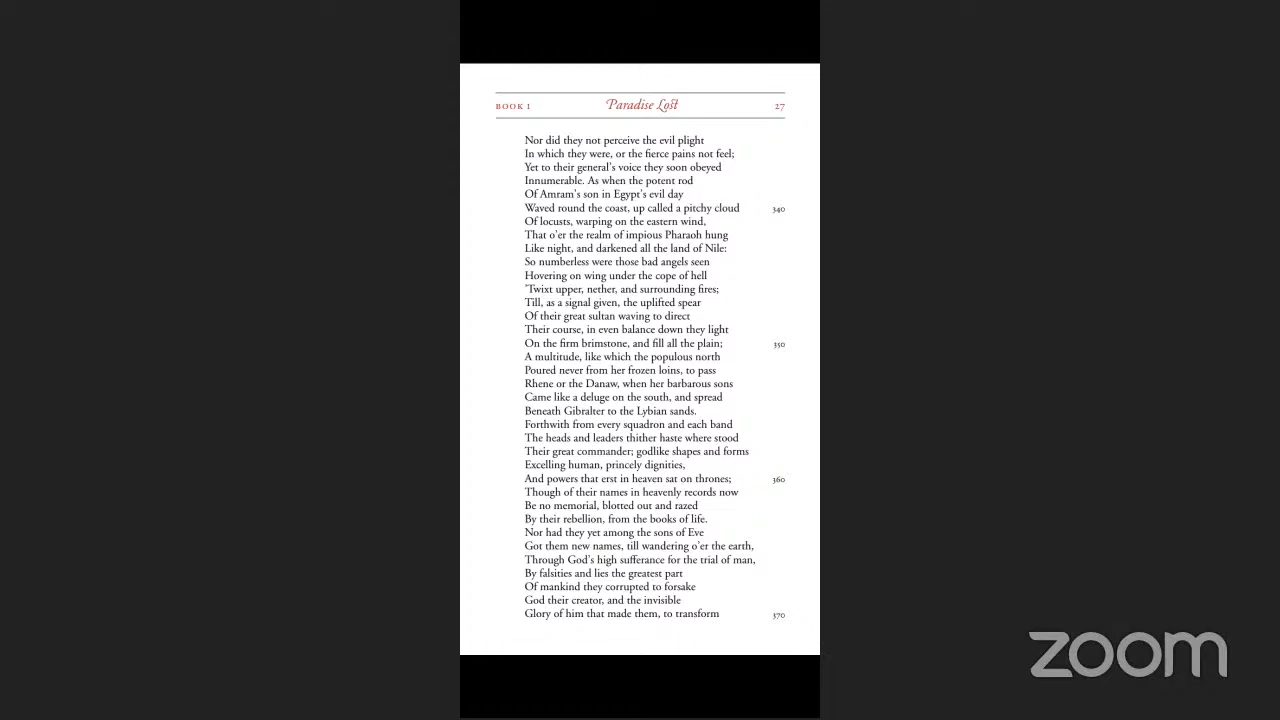 BOOK I Paradise Lost 27
Nor did they not perceive the evil plight
In which they were, or the fierce pains not feel;
Yet to their general's voice they soon obeyed
Innumerable. As when the potent rod
Of Amram's son in Egypt's evil day
Waved round the coast, up called a pitchy cloud 340
Of locusts, warping on the eastern wind,
That o'er the realm of impious Pharaoh hung
Like night, and darkened all the land of Nile:
So numberless were those bad angels seen
Hovering on wing under the cope of hell
'Twixt upper, nether, and surrounding fires;
Till, as a signal given, the uplifted spear
Of their great sultan waving to direct
Their course, in even balance down they light
On the firm brimstone, and fill all the plain; 350
A multitude, like which the populous north
Poured never from her frozen loins, to pass
Rhene or the Danaw, when her barbarous sons
Came like a deluge on the south, and spread
Beneath Gibralter to the Lybian sands.
Forthwith from every squadron and each band
The heads and leaders thither haste where stood
Their great commander; godlike shapes and forms
Excelling human, princely dignities,
And powers that erst in heaven sat on thrones; 360
Though of their names in heavenly records now
Be no memorial, blotted out and razed
By their rebellion, from the books of life.
Nor had they yet among the sons of Eve
Got them new names, till wandering o'er the earth,
Through God's high sufferance for the trial of man,
By falsities and lies the greatest part
Of mankind they corrupted to forsake
God their creator, and the invisible
Glory of him that made them, to transform 370
zoom